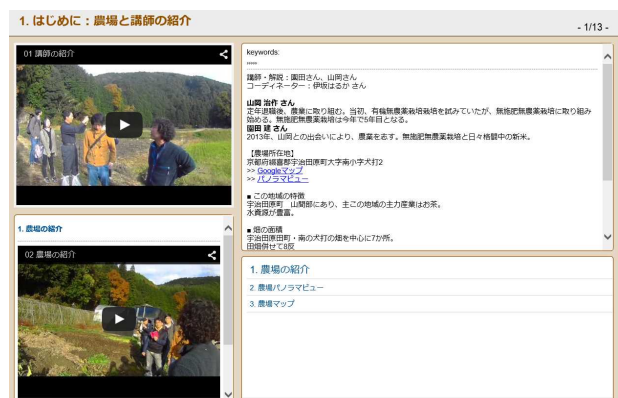 1. はじめに：農場と講師の紹介
- 1/13 -
01 講師の紹介
keywords:
,,,,,
講師・解説：園田さん、山岡さん
コーディネーター：伊坂はるか さん
山岡 治作 さん
定年退職後、農業に取り組む。当初、有機無農薬栽培栽培を試みていたが、無施肥無農薬栽培に取り組み
始める。無施肥無農薬栽培は今年で5年目となる。
園田 建 さん
2013年、山岡との出会いにより、農業を志す。無施肥無農薬栽培と日々格闘中の新米。
【農場所在地】
京都府綴喜郡宇治田原町大字南小字犬打2
>> Googleマップ
>> パノラマビュー
■ この地域の特徴
宇治田原町　山間部にあり、主この地域の主力産業はお茶。
水資源が豊富。
■ 畑の面積
宇治田原田町・南の犬打の畑を中心に7か所。
田畑併せて8反
1. 農場の紹介
02 農場の紹介
1. 農場の紹介
2. 農場パノラマビュー
3. 農場マップ